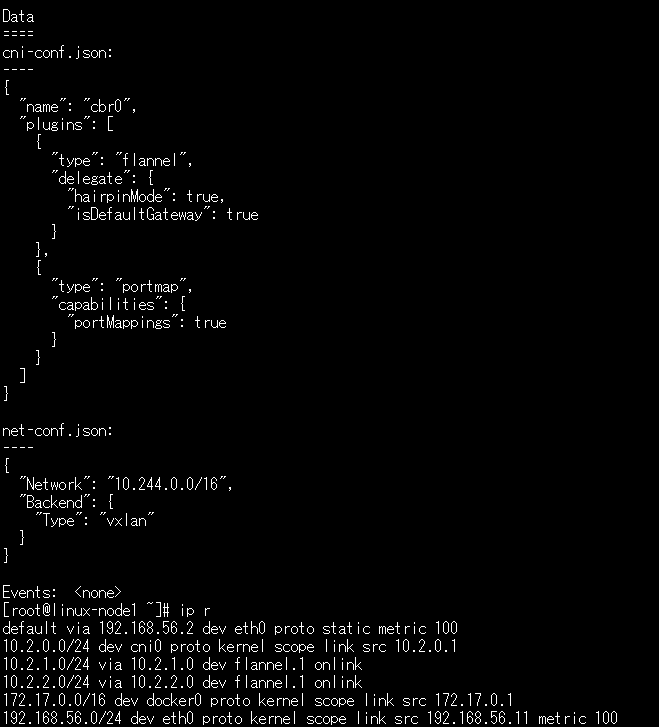 Data
====
cni-conf.json:
----
{
  "name": "cbr0",
  "plugins": [
    {
      "type": "flannel",
      "delegate": {
        "hairpinMode": true,
        "isDefaultGateway": true
      }
    },
    {
      "type": "portmap",
      "capabilities": {
        "portMappings": true
      }
    }
  ]
}

net-conf.json:
----
{
  "Network": "10.244.0.0/16",
  "Backend": {
    "Type": "vxlan"
  }
}

Events:  <none>
[root@linux-node1 ~]# ip r
default via 192.168.56.2 dev eth0 proto static metric 100
10.2.0.0/24 dev cni0 proto kernel scope link src 10.2.0.1
10.2.1.0/24 via 10.2.1.0 dev flannel.1 onlink
10.2.2.0/24 via 10.2.2.0 dev flannel.1 onlink
172.17.0.0/16 dev docker0 proto kernel scope link src 172.17.0.1
192.168.56.0/24 dev eth0 proto kernel scope link src 192.168.56.11 metric 100